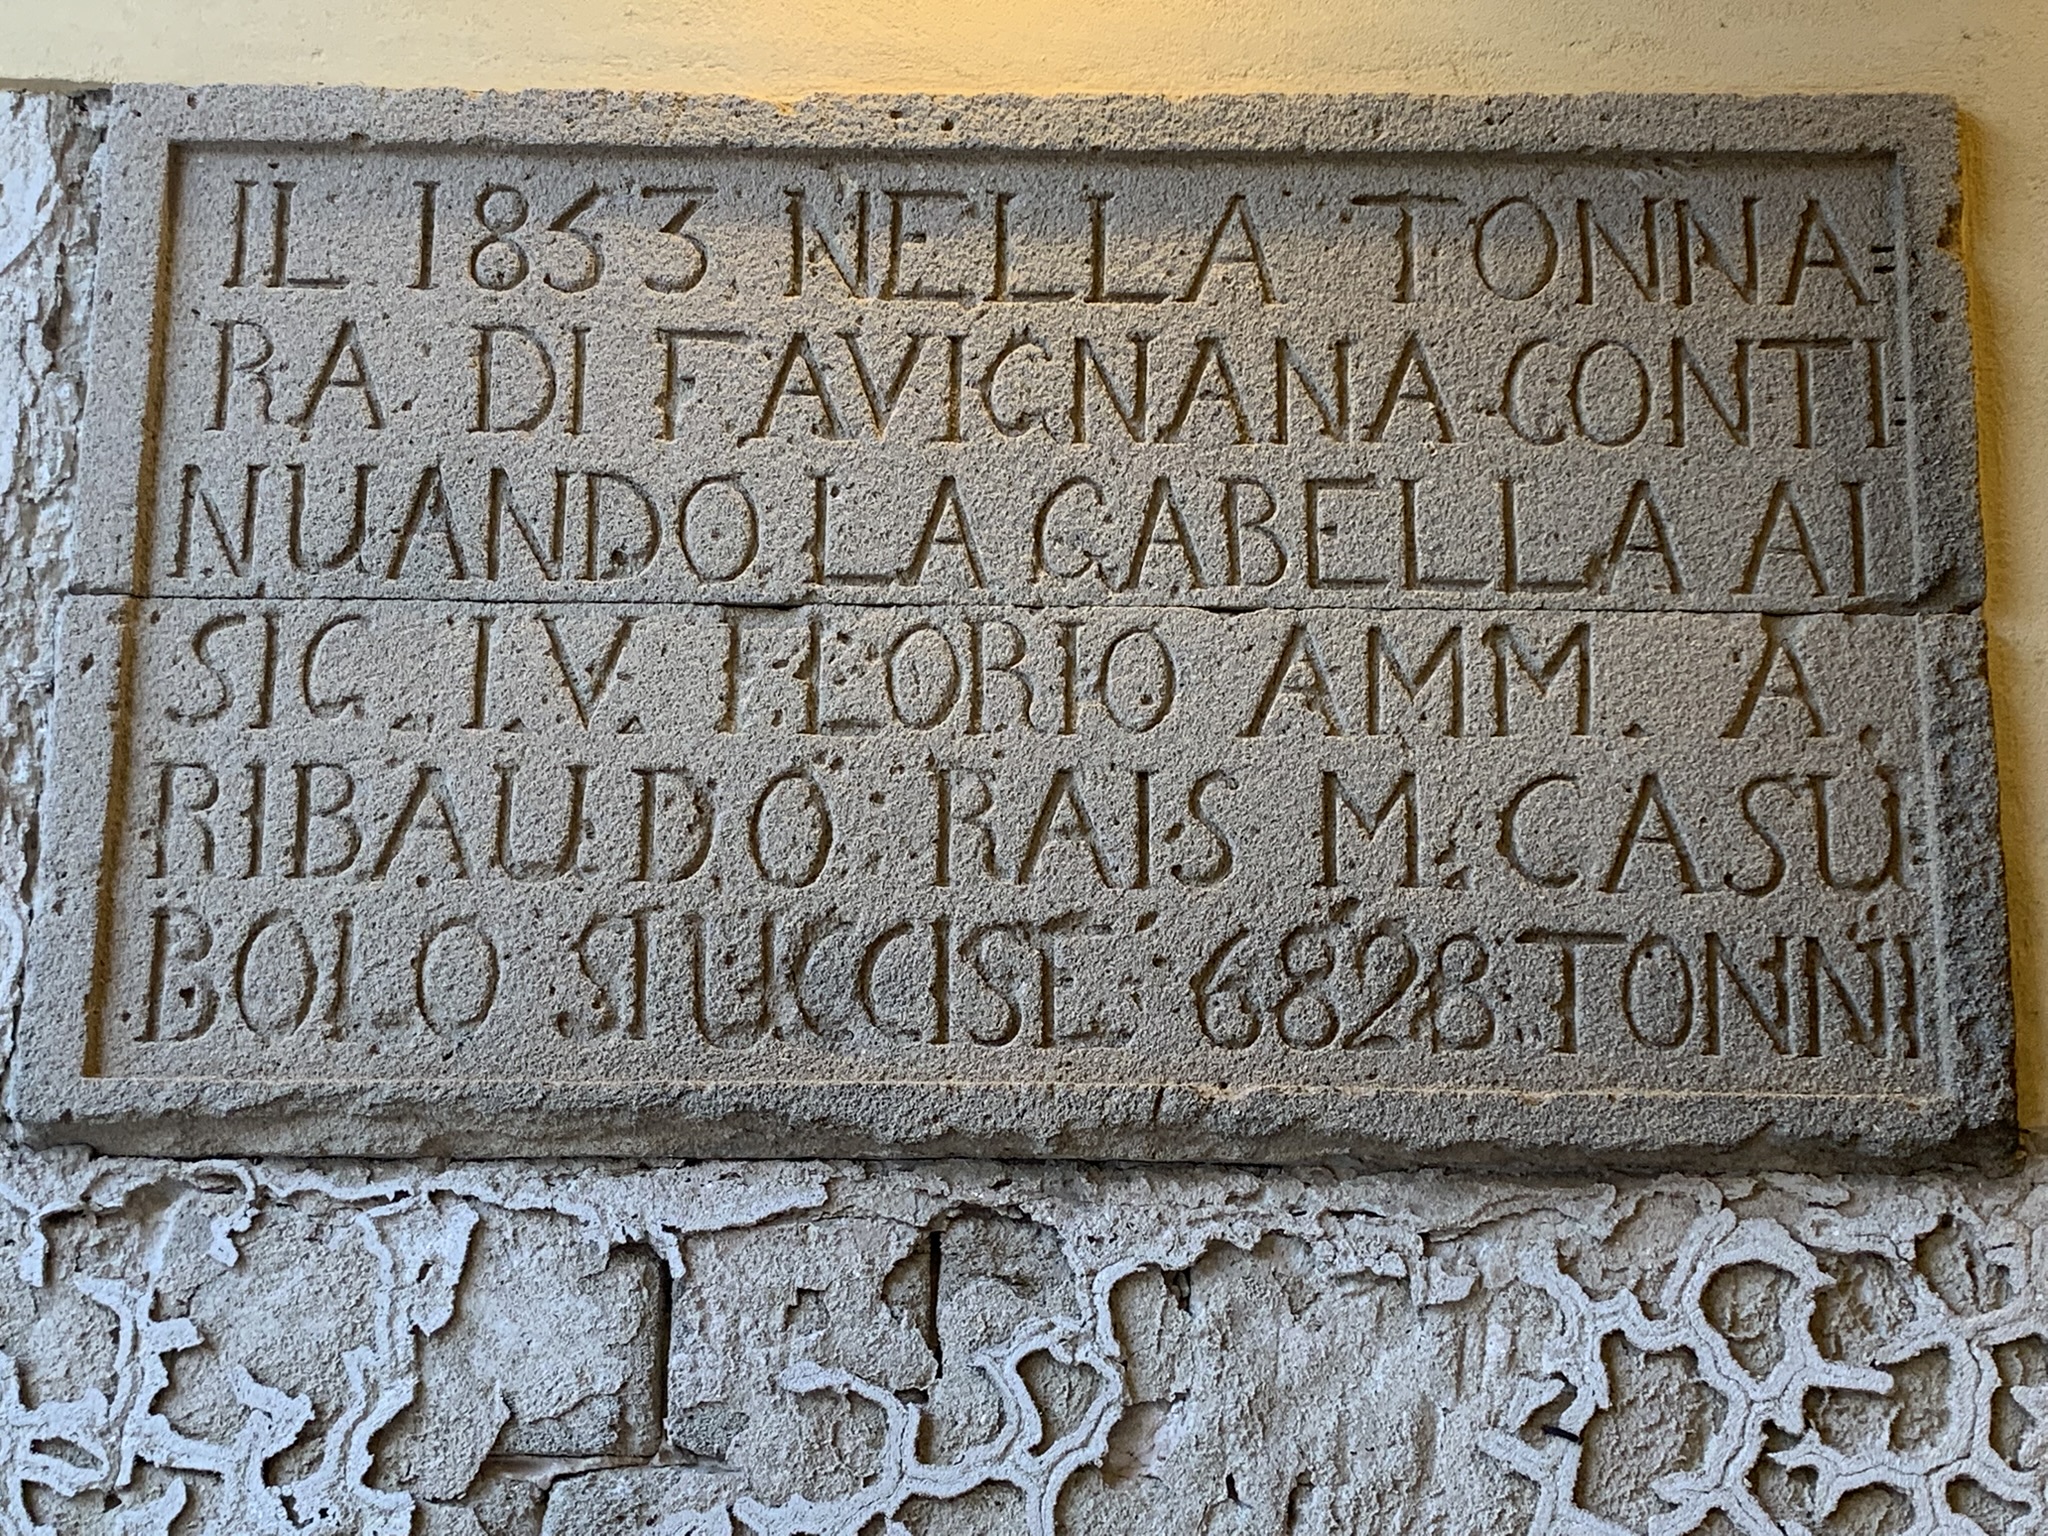 IL 1853 NELLA TONNA=
RA DI FAVIGNANA CONTI=
NUANDO LA GABELLA AI
SIG. I.V. FLORIO AMM. A.
RIBAUDO RAIS M. CASU=
BOLO SI UCCISE 6828 TONNI